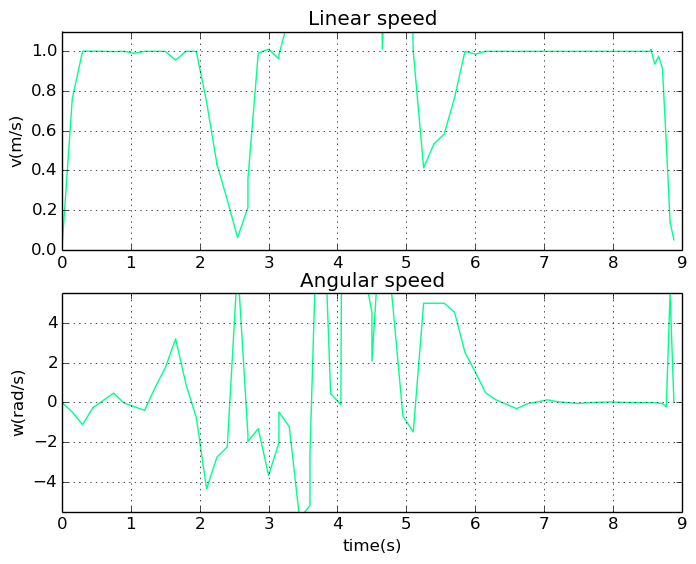 Linear speed
1.0
0.8
0.6
0.4
0.2
0.0
v(m/s)
0 1 2 3 4 5 6 7 8 9
Angular speed
4
2
0
−2
−4
w(rad/s)
0 1 2 3 4 5 6 7 8 9
time(s)